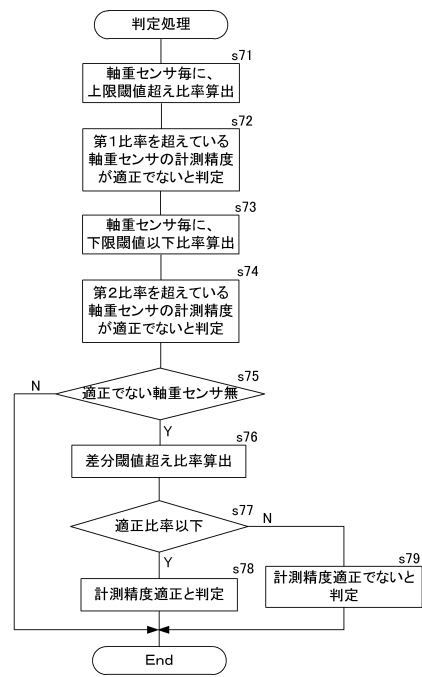 判定処理
s71
軸重センサ毎に、
上限閾値超え比率算出
s72
第1比率を超えている
軸重センサの計測精度
が適正でないと判定
s73
軸重センサ毎に、
下限閾値以下比率算出
s74
第2比率を超えている
軸重センサの計測精度
が適正でないと判定
s75
N
適正でない軸重センサ無
Y
s76
差分閾値超え比率算出
s77
適正比率以下
N
Y
s78
計測精度適正と判定
s79
計測精度適正でないと
判定
End